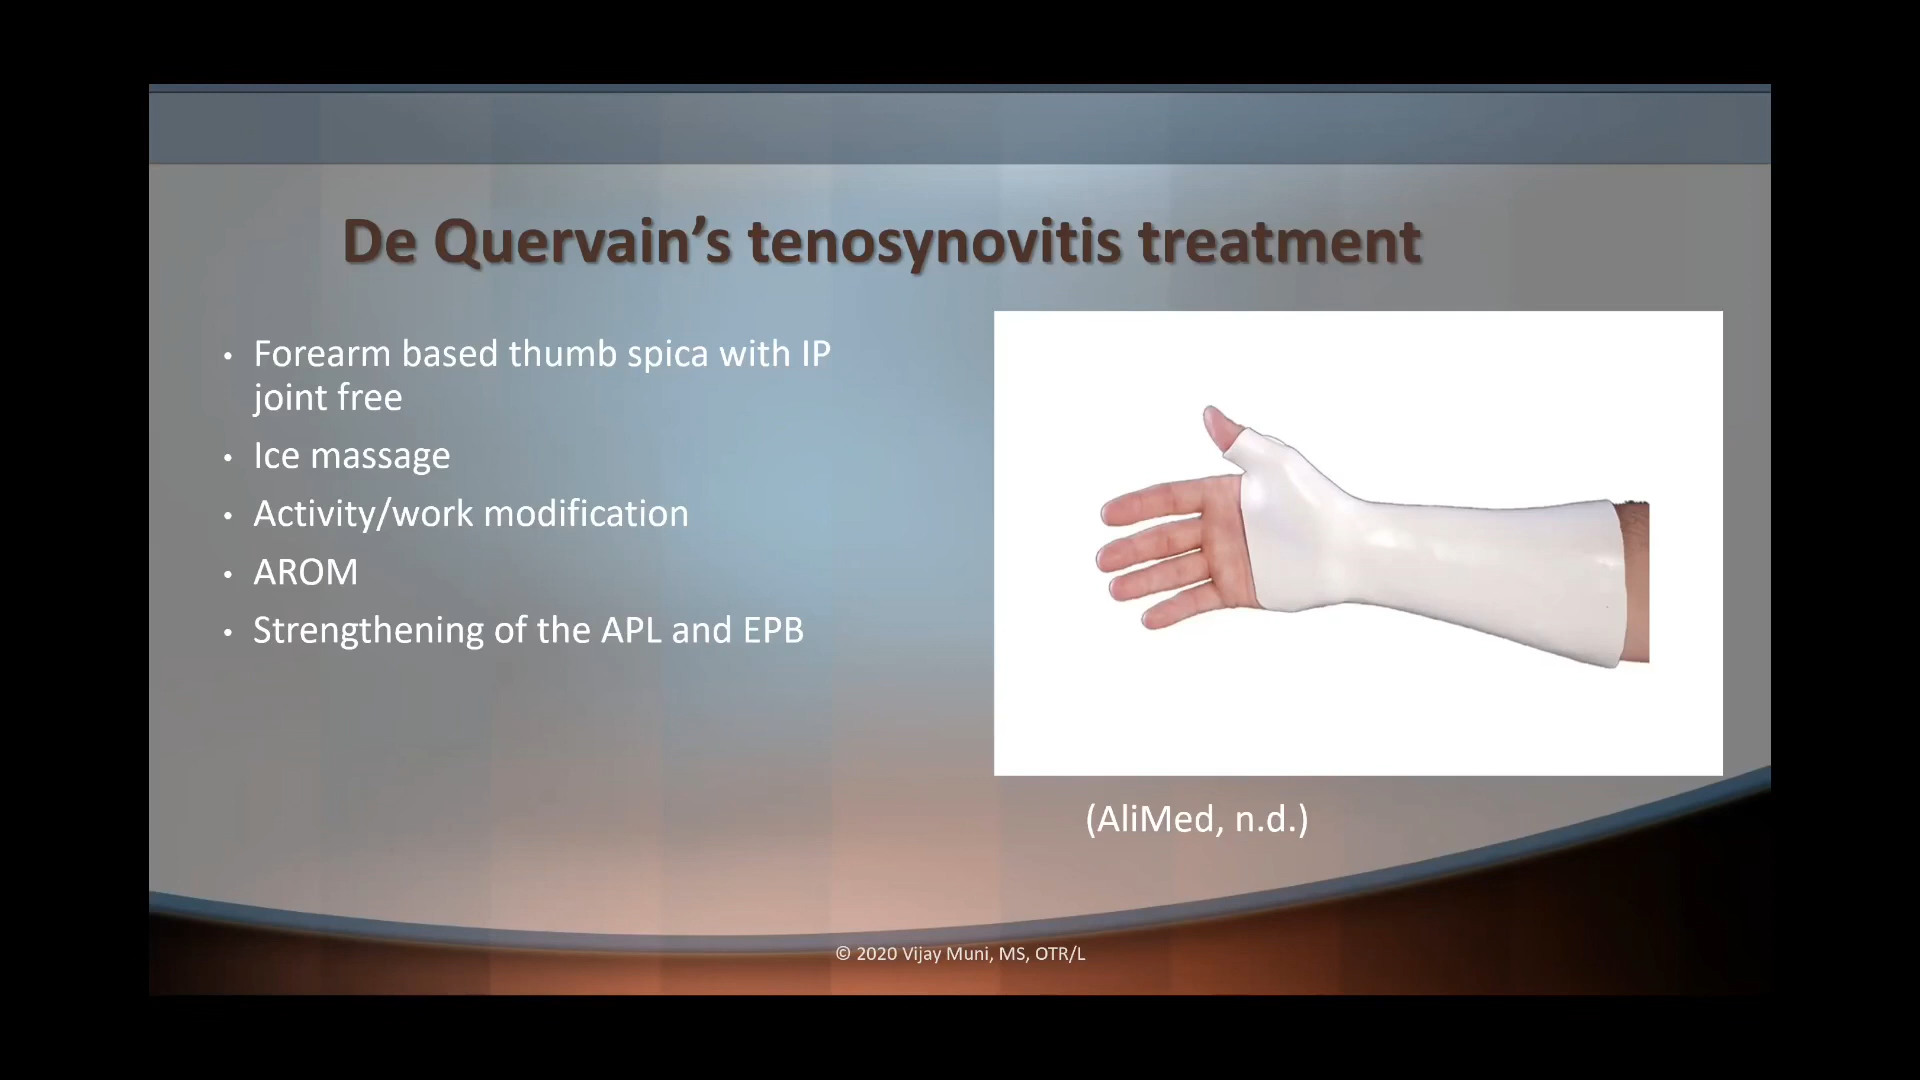 De Quervain’s tenosynovitis treatment
• Forearm based thumb spica with IP
joint free
• Ice massage
• Activity/work modification
• AROM
• Strengthening of the APL and EPB
(AliMed, n.d.)
© 2020 Vijay Muni, MS, OTR/L